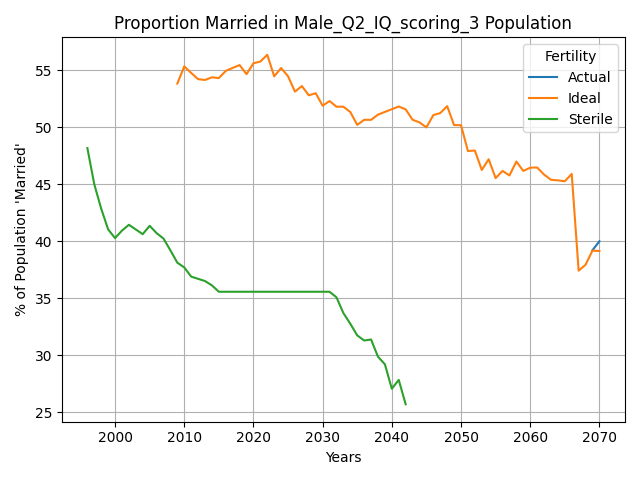 Proportion Married in Male_Q2_IQ_scoring_3 Population
% of Population 'Married'
55
50
45
40
35
30
25
Fertility
Actual
Ideal
Sterile
2000 2010 2020 2030 2040 2050 2060 2070
Years